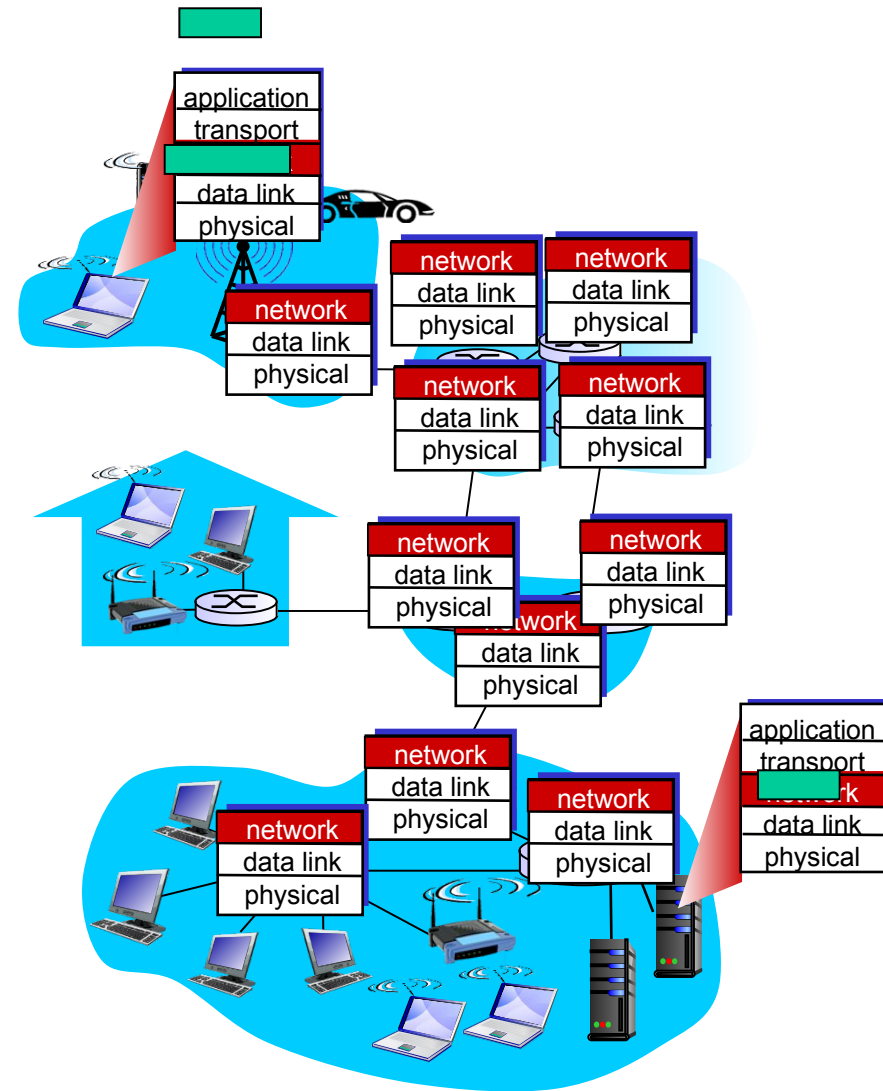 application
transport
data link
physical
network
data link
physical
network
data link
physical
network
data link
physical
network
data link
physical
network
data link
physical
network
data link
physical
network
data link
physical
network
data link
physical
network
data link
physical
network
data link
physical
network
data link
physical
application
transport
network
data link
physical